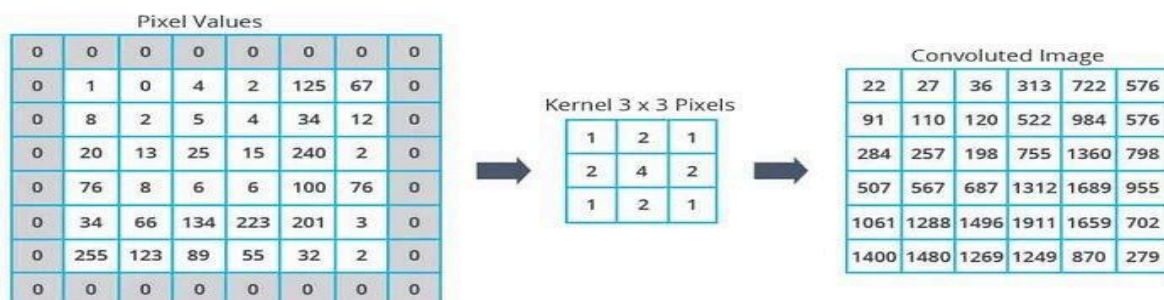 Pixel Values
0 0 0 0 0 0 0 0
0 1 0 4 2 125 67 0
0 8 2 5 4 34 12 0
0 20 13 25 15 240 2 0
0 76 8 6 6 100 76 0
0 34 66 134 223 201 3 0
0 255 123 89 55 32 2 0
0 0 0 0 0 0 0 0
Kernel 3 x 3 Pixels
1 2 1
2 4 2
1 2 1
Convoluted Image
22 27 36 313 722 576
91 110 120 522 984 576
284 257 198 755 1360 798
507 567 687 1312 1689 955
1061 1288 1496 1911 1659 702
1400 1480 1269 1249 870 279